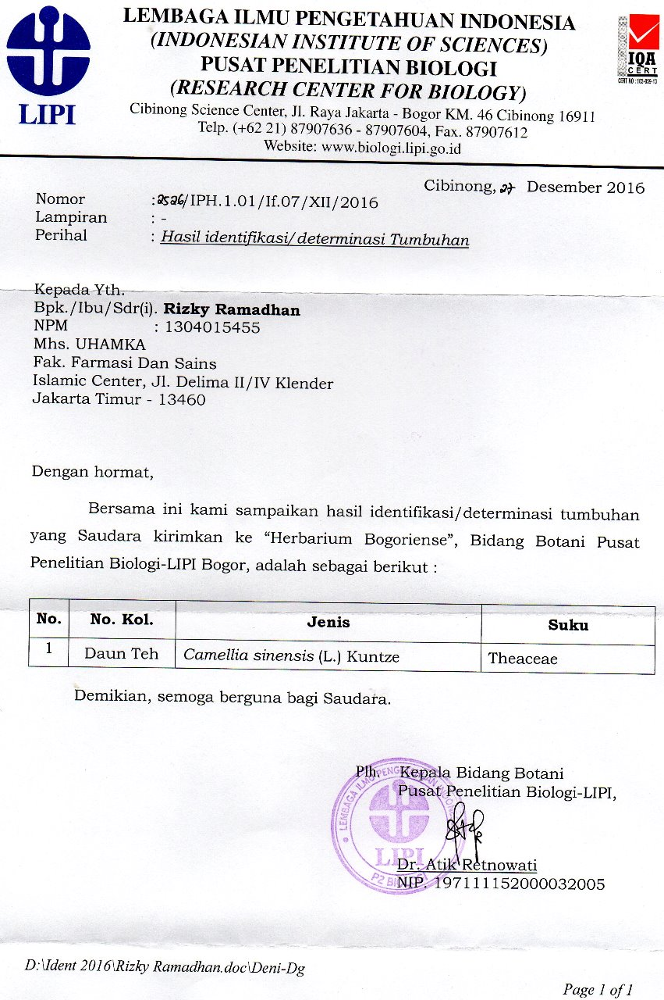 LEMBAGA ILMU PENGETAHUAN INDONESIA
(INDONESIAN INSTITUTE OF SCIENCES)
PUSAT PENELITIAN BIOLOGI
(RESEARCH CENTER FOR BIOLOGY)
Cibinong Science Center, Jl. Raya Jakarta - Bogor KM. 46 Cibinong 16911
Telp. (+62 21) 87907636 - 87907604, Fax. 87907612
Website: www.biologi.lipi.go.id
LIPI
IQA
CERT
CERT NO : 102-059-13
Cibinong, 27 Desember 2016
Nomor : 2526/IPH.1.01/If.07/XII/2016
Lampiran : -
Perihal : Hasil identifikasi/determinasi Tumbuhan
Kepada Yth.
Bpk./Ibu/Sdr(i). Rizky Ramadhan
NPM : 1304015455
Mhs. UHAMKA
Fak. Farmasi Dan Sains
Islamic Center, Jl. Delima II/IV Klender
Jakarta Timur - 13460
Dengan hormat,
Bersama ini kami sampaikan hasil identifikasi/determinasi tumbuhan
yang Saudara kirimkan ke “Herbarium Bogoriense”, Bidang Botani Pusat
Penelitian Biologi-LIPI Bogor, adalah sebagai berikut :
No. No. Kol. Jenis Suku
1 Daun Teh Camellia sinensis (L.) Kuntze Theaceae
Demikian, semoga berguna bagi Saudara.
Plh. Kepala Bidang Botani
Pusat Penelitian Biologi-LIPI,
LEMBAGA ILMU PENGETAHUAN INDONESIA
LIPI
P2 BIOLOGI
Dr. Atik Retnowati
NIP. 197111152000032005
D:\Ident 2016\Rizky Ramadhan.doc\Deni-Dg
Page 1 of 1